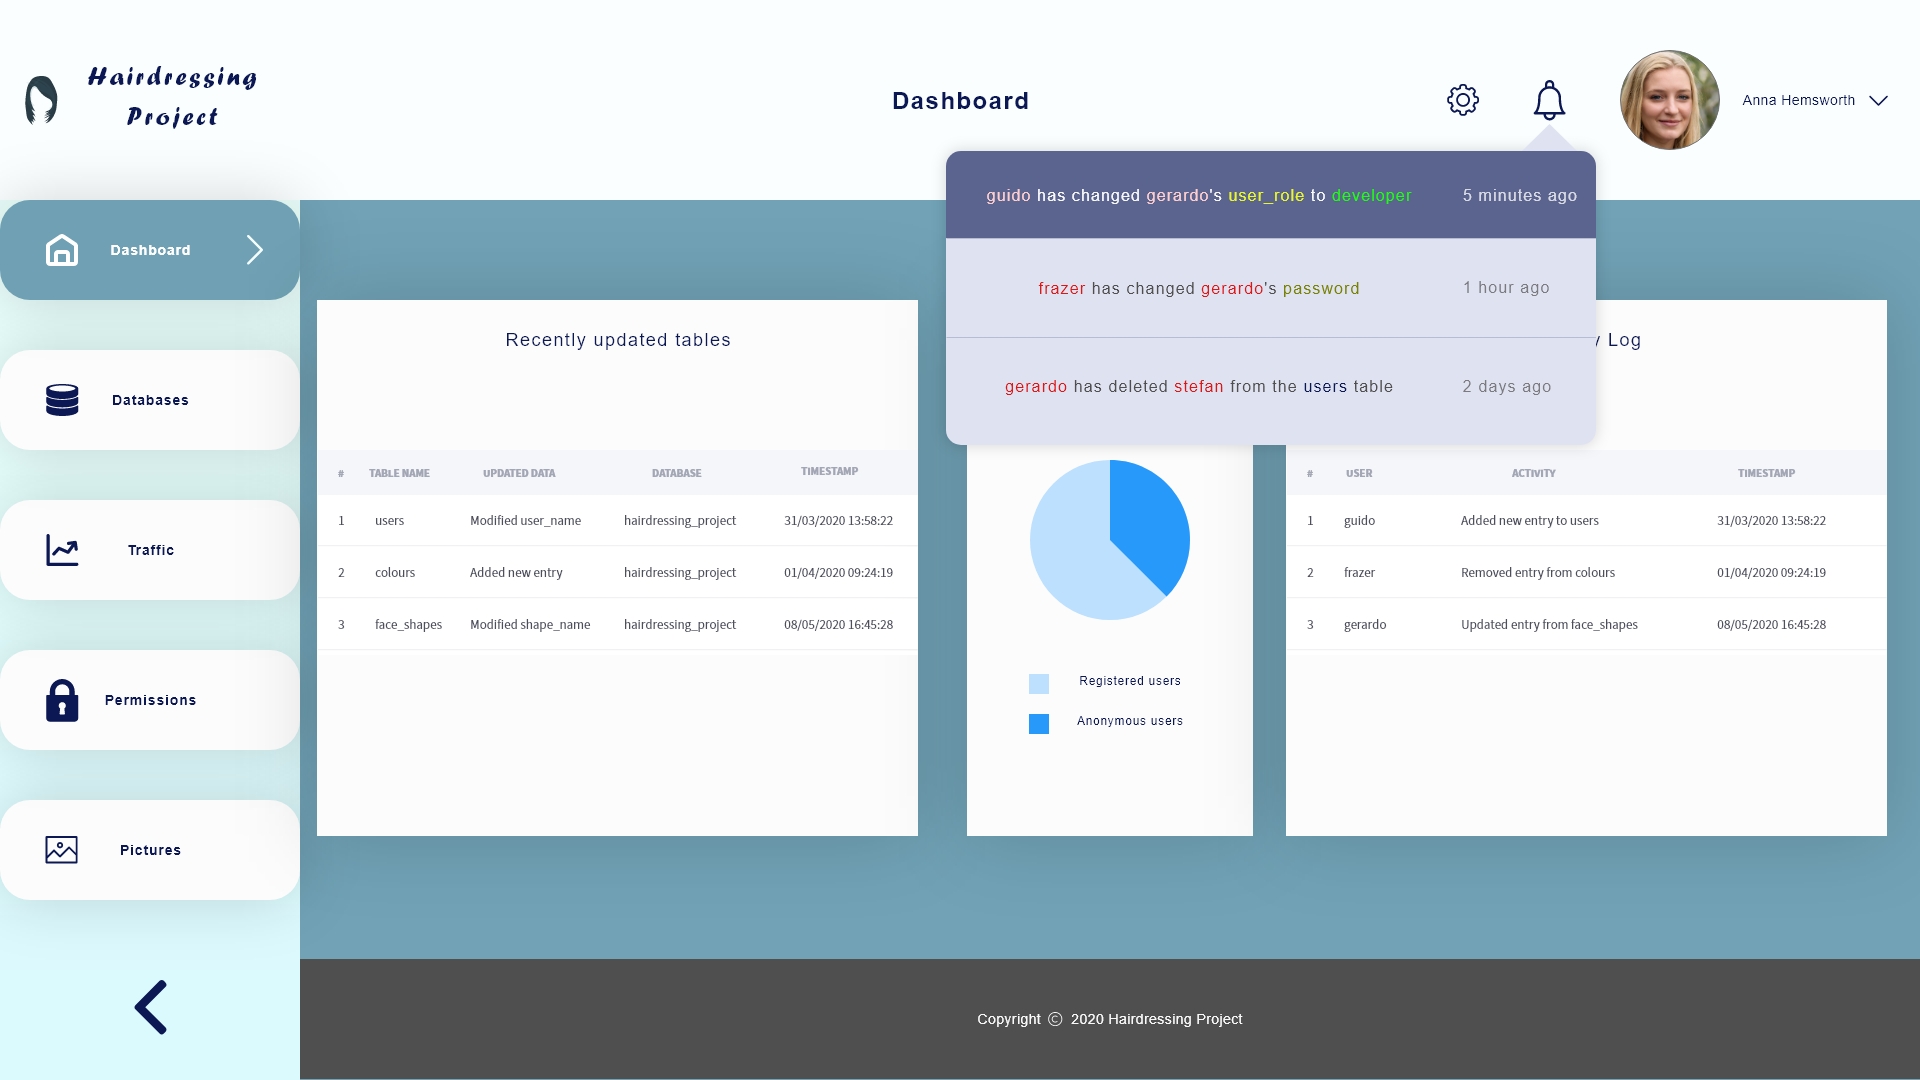 Hairdressing
Project
Dashboard
Anna Hemsworth
guido has changed gerardo's user_role to developer 5 minutes ago
frazer has changed gerardo's password 1 hour ago
gerardo has deleted stefan from the users table 2 days ago
Dashboard
Databases
Traffic
Permissions
Pictures
Recently updated tables
# TABLE NAME UPDATED DATA DATABASE TIMESTAMP
1 users Modified user_name hairdressing_project 31/03/2020 13:58:22
2 colours Added new entry hairdressing_project 01/04/2020 09:24:19
3 face_shapes Modified shape_name hairdressing_project 08/05/2020 16:45:28
Registered users
Anonymous users
Log
# USER ACTIVITY TIMESTAMP
1 guido Added new entry to users 31/03/2020 13:58:22
2 frazer Removed entry from colours 01/04/2020 09:24:19
3 gerardo Updated entry from face_shapes 08/05/2020 16:45:28
Copyright © 2020 Hairdressing Project